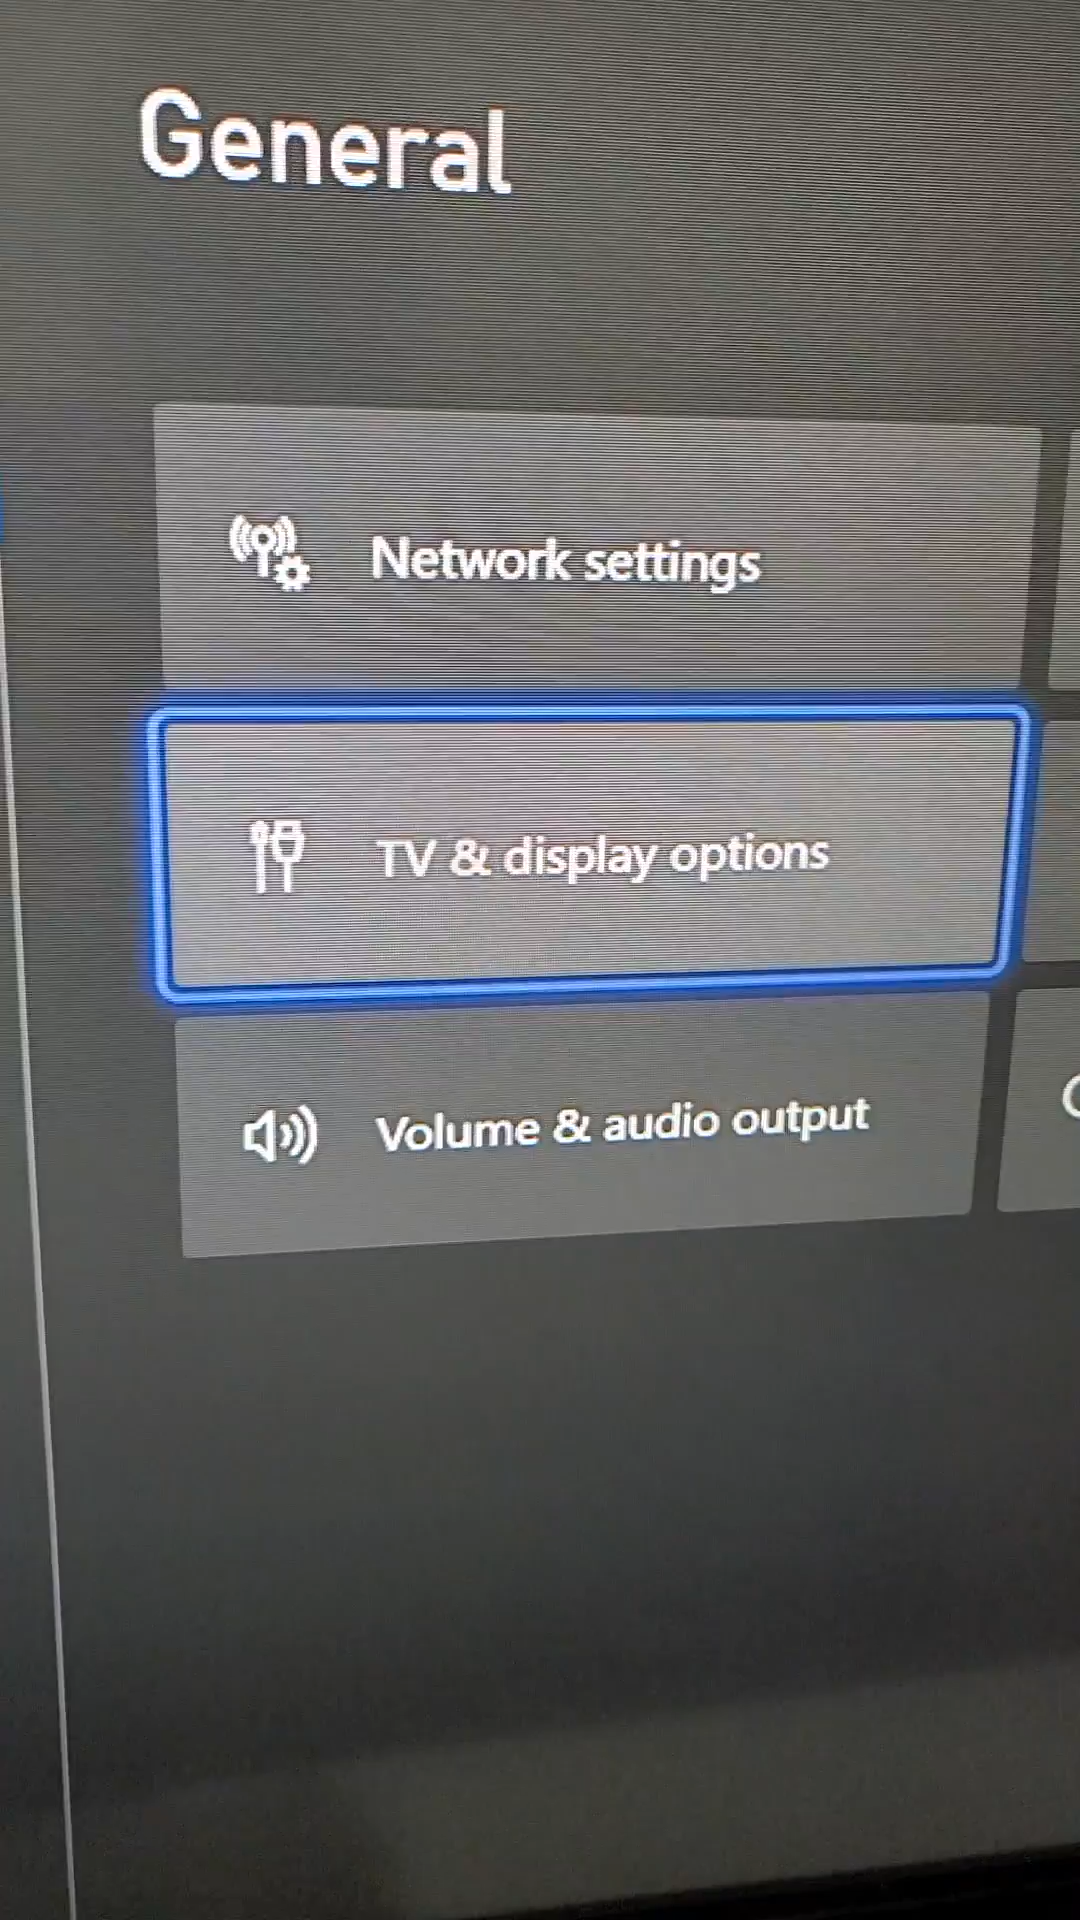 General
Network settings
TV & display options
Volume & audio output